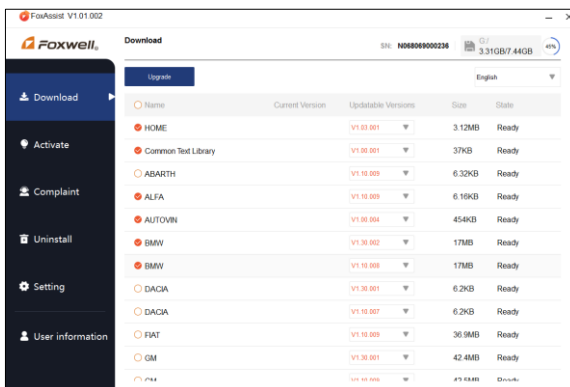 FoxAssist V1.01.002
FOXWELL®
Download
SN: N068069000236
G:/
3.31GB/7.44GB
45%
Upgrade
English
Download
Activate
Complaint
Uninstall
Setting
User information
Name Current Version Updatable Versions Size State
HOME V1.03.001 3.12MB Ready
Common Text Library V1.00.001 37KB Ready
ABARTH V1.10.009 6.32KB Ready
ALFA V1.10.009 6.16KB Ready
AUTOVIN V1.00.004 454KB Ready
BMW V1.30.002 17MB Ready
BMW V1.10.008 17MB Ready
DACIA V1.30.001 6.2KB Ready
DACIA V1.10.007 6.2KB Ready
FIAT V1.10.009 36.9MB Ready
GM V1.30.001 42.4MB Ready
GM 42.5MB Ready